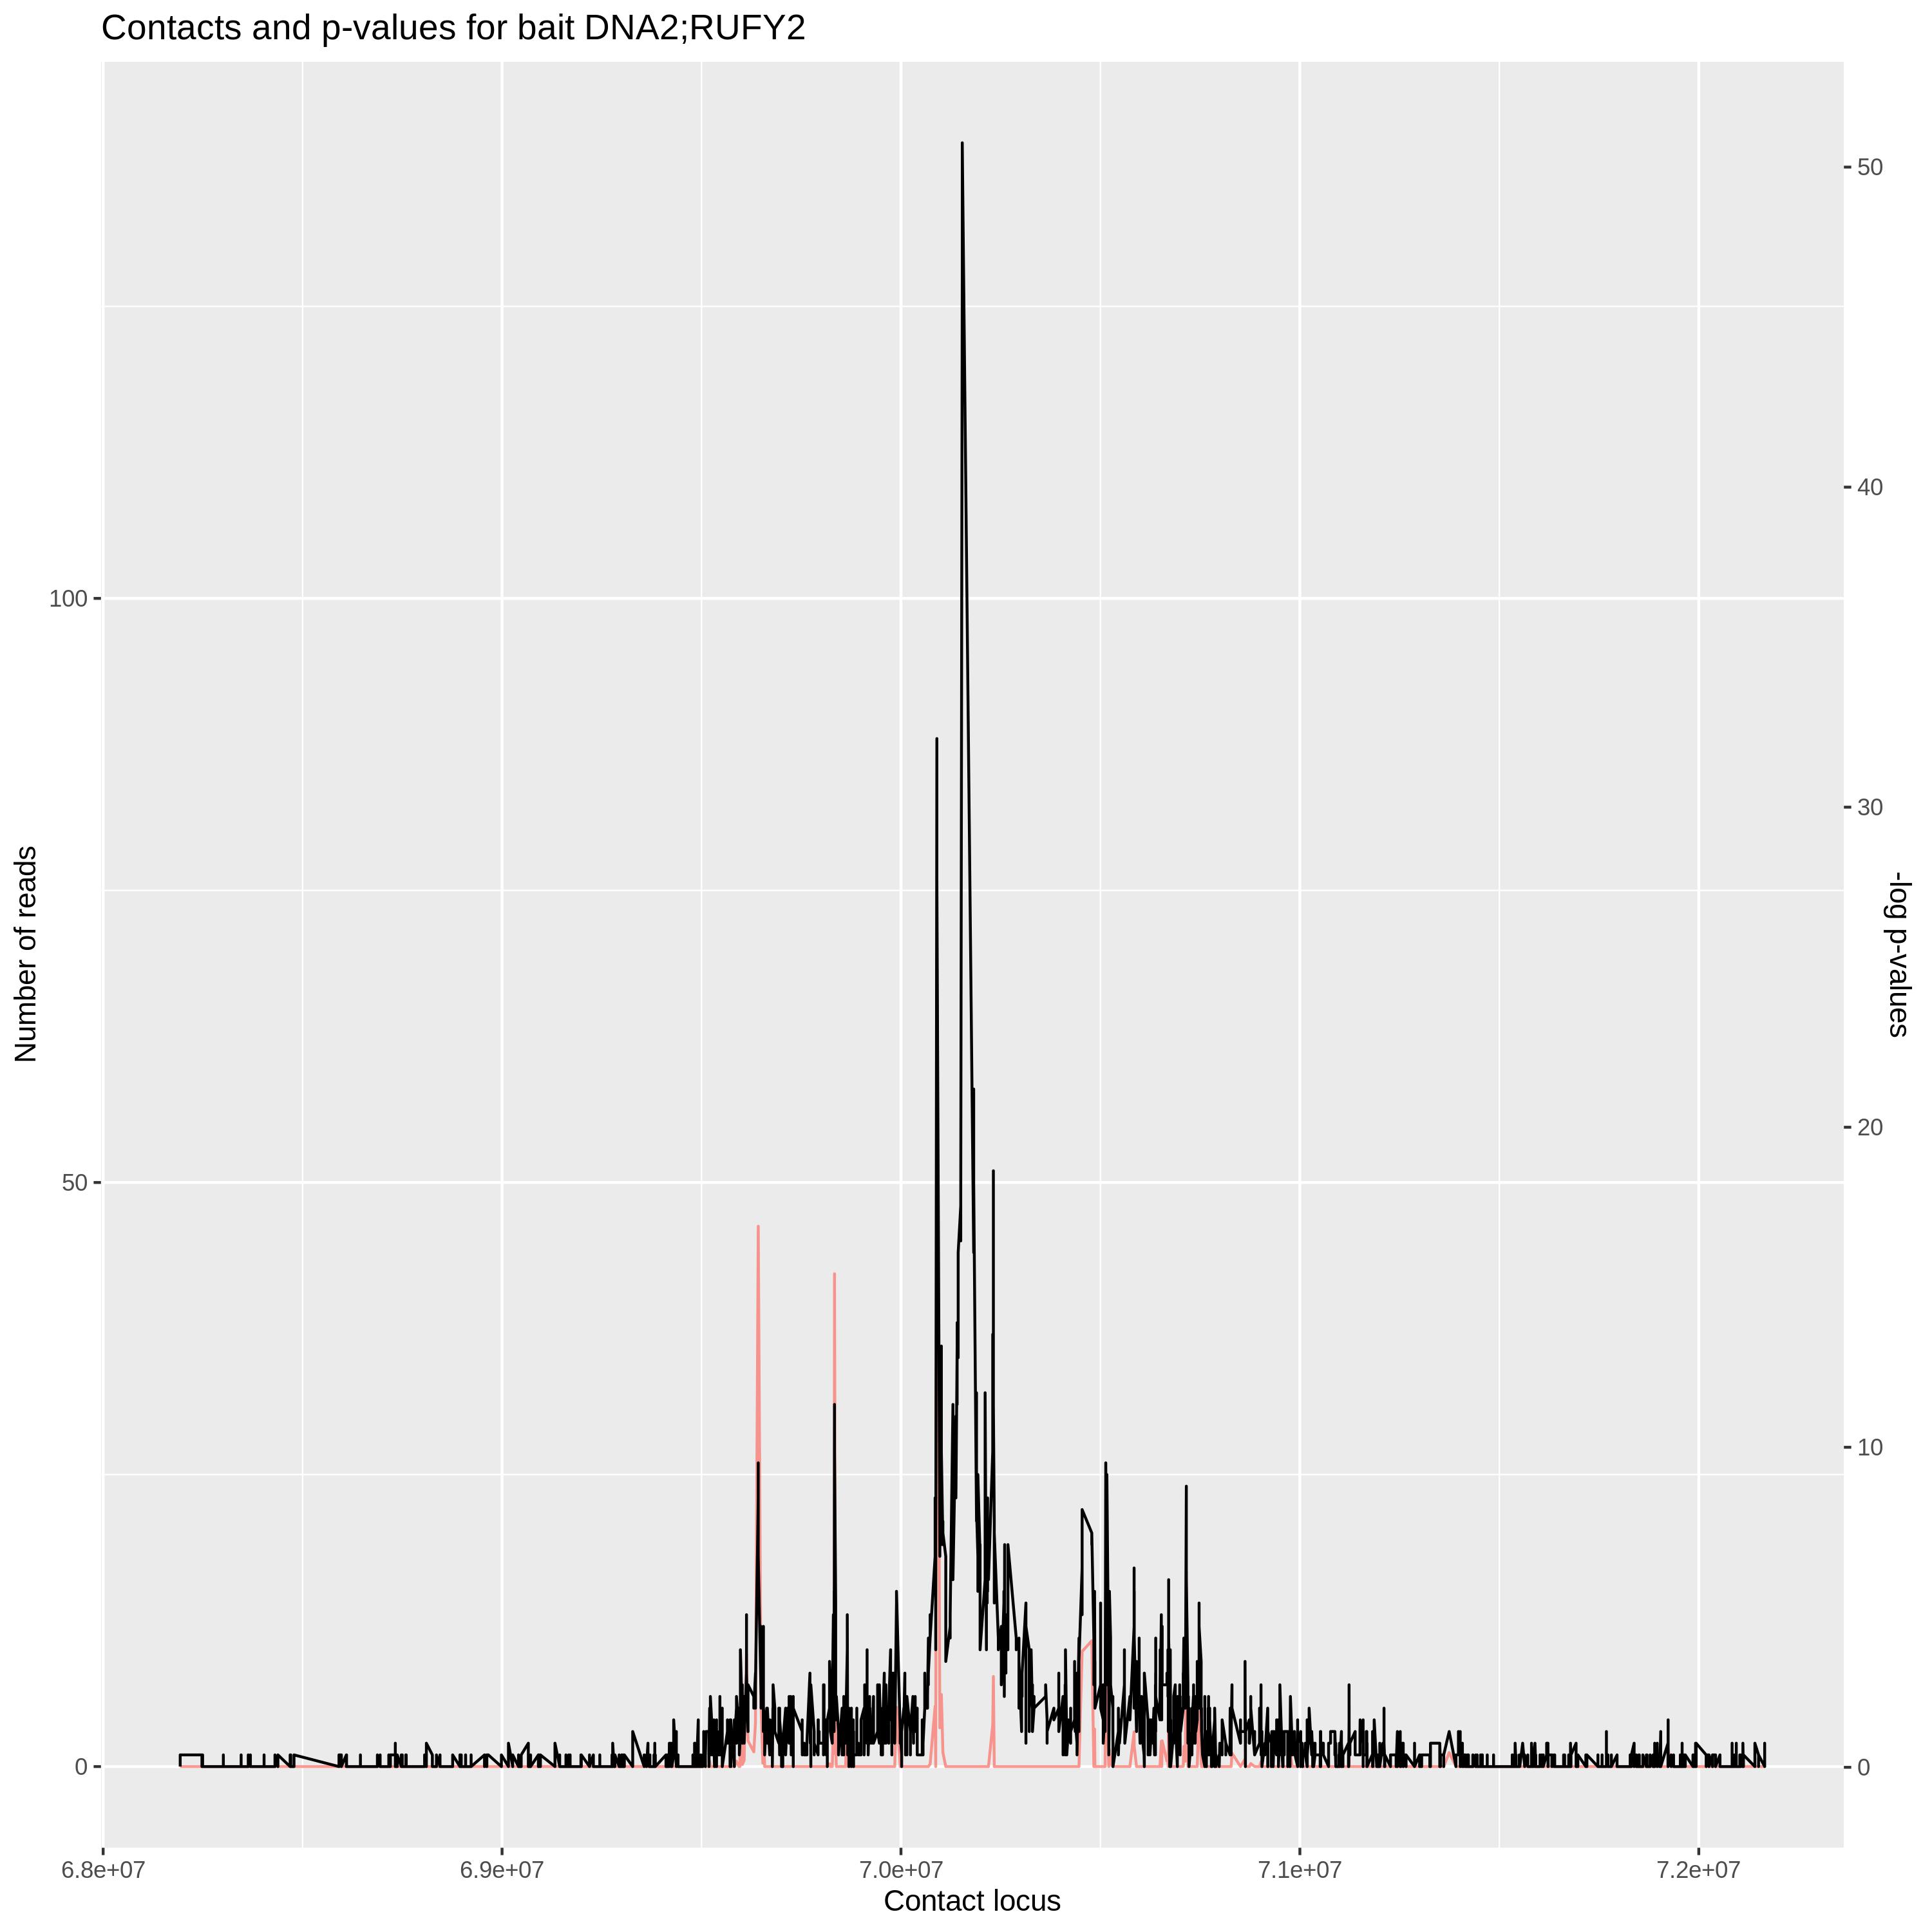 Contacts and p-values for bait DNA2;RUFY2
Number of reads
100
50
0
50
40
30
20
10
0
-log p-values
6.8e+07 6.9e+07 7.0e+07 7.1e+07 7.2e+07
Contact locus